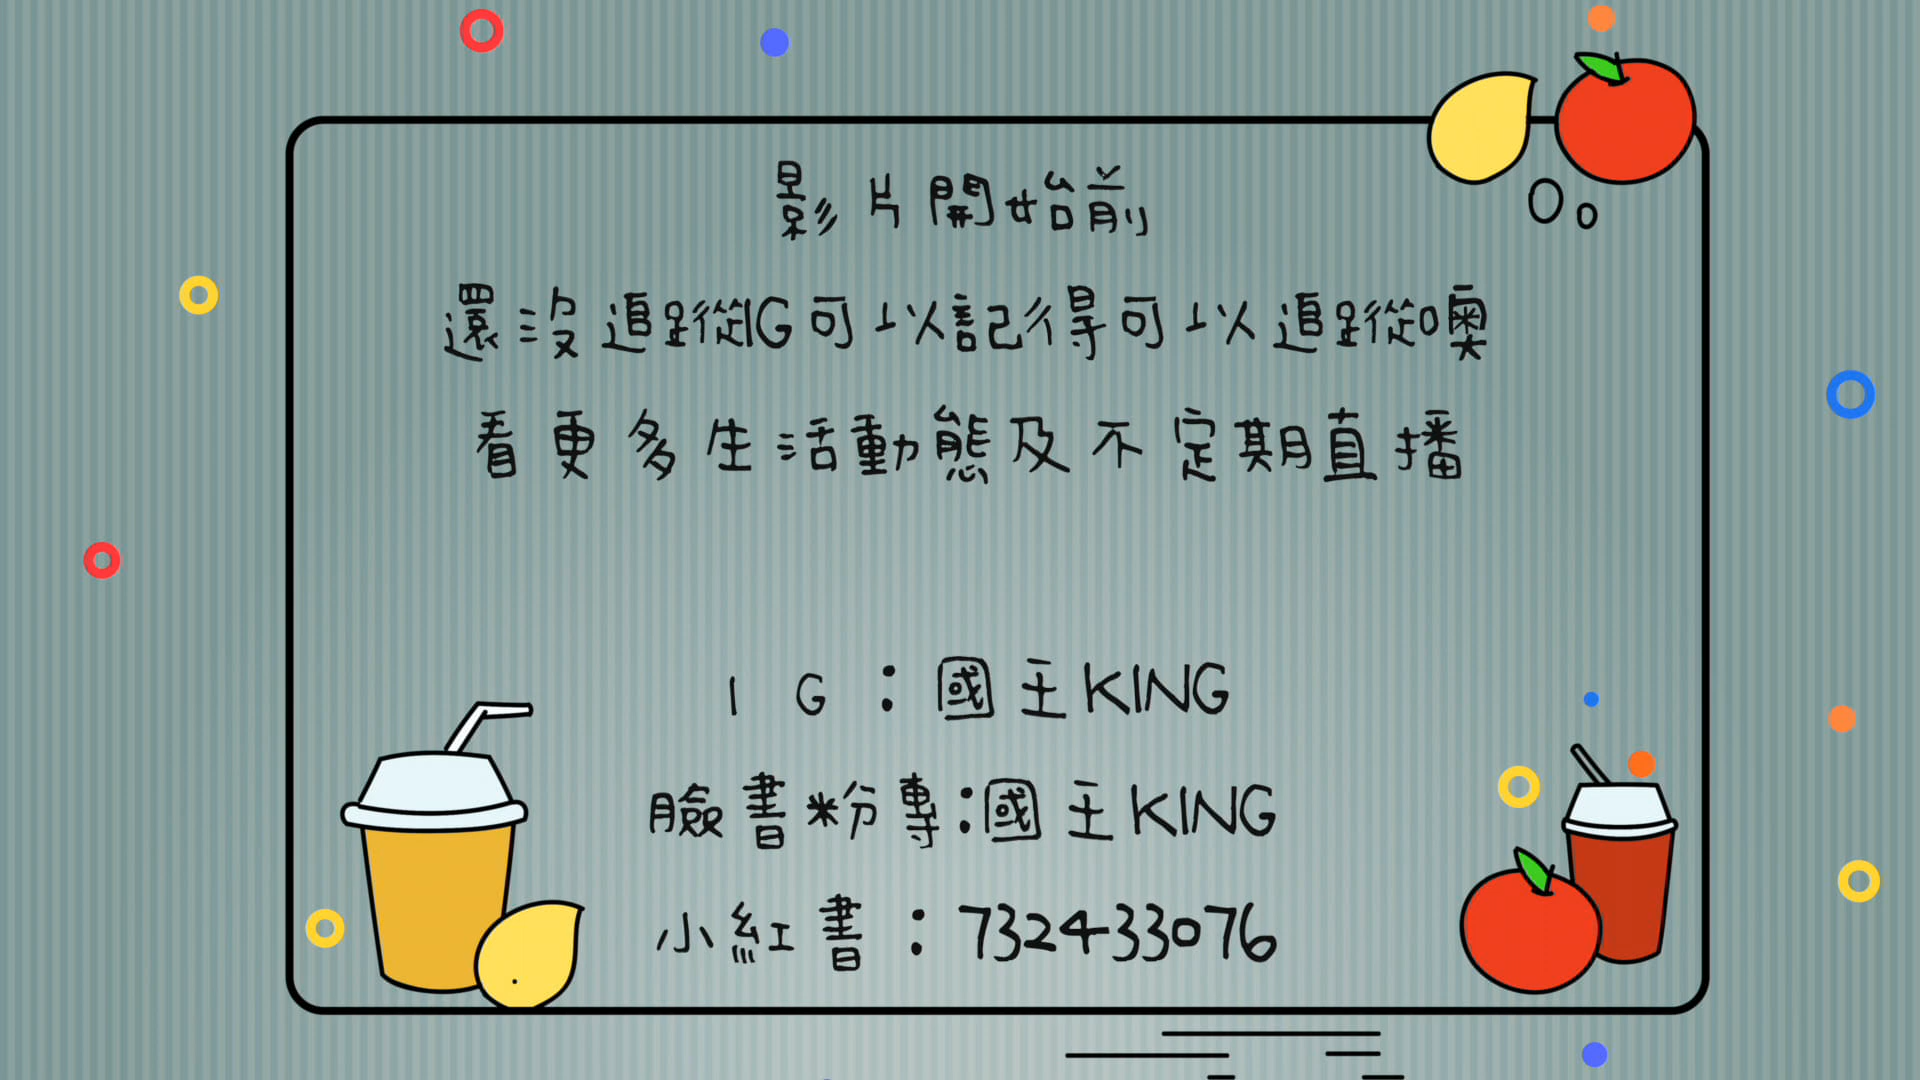 影片開始前
還沒追蹤IG可以記得可以追蹤噢
看更多生活動態及不定期直播
IG：國王KING
臉書粉專：國王KING
小紅書：732433076